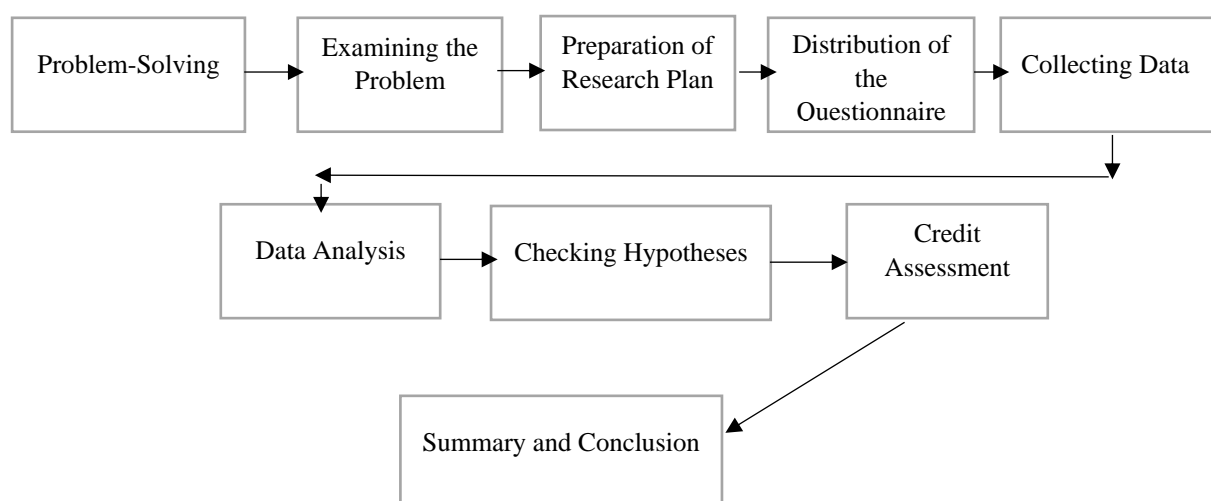 Problem-Solving
Examining the
Problem
Preparation of
Research Plan
Distribution of
the
Questionnaire
Collecting Data
Data Analysis
Checking Hypotheses
Credit
Assessment
Summary and Conclusion